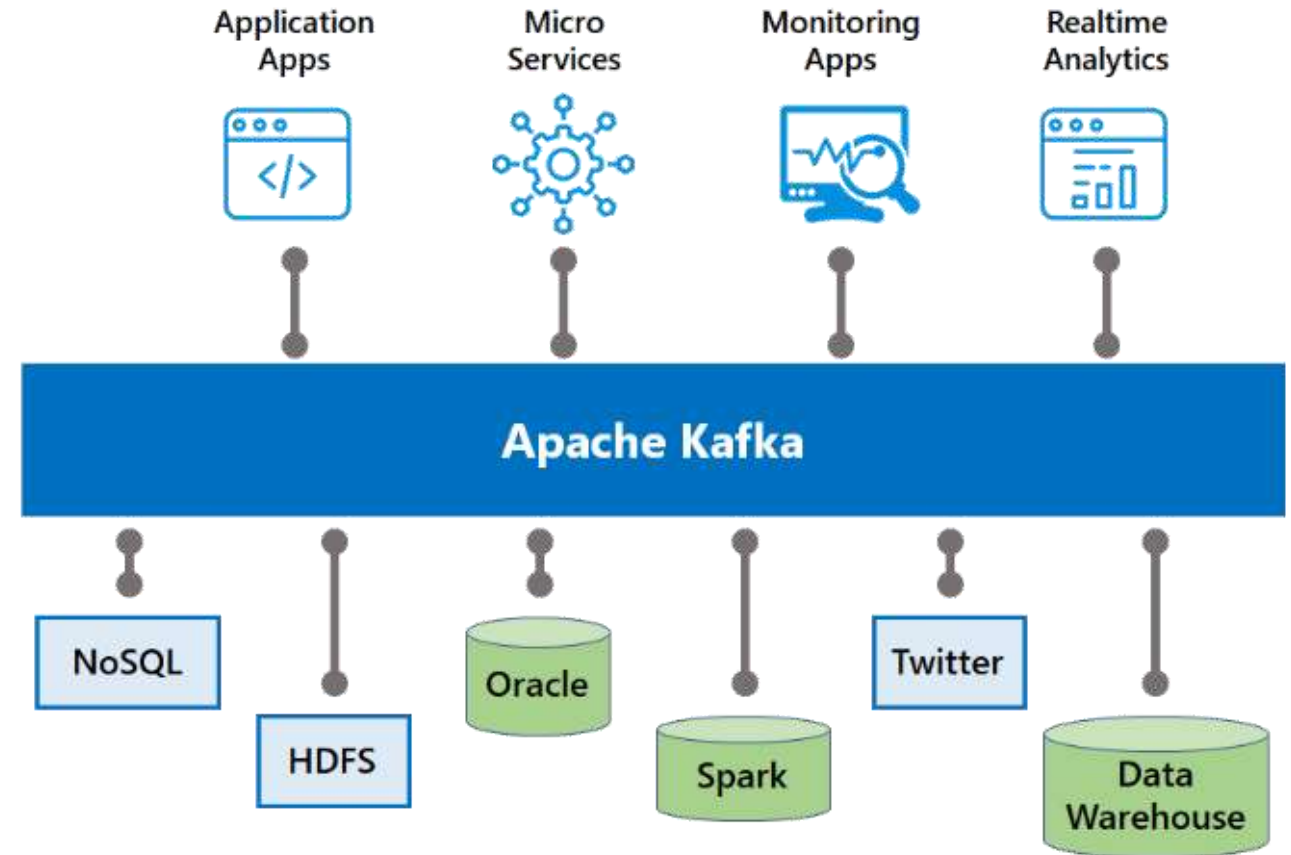 Application
Apps
Micro
Services
Monitoring
Apps
Realtime
Analytics
</>
Apache Kafka
NoSQL
HDFS
Oracle
Spark
Twitter
Data
Warehouse